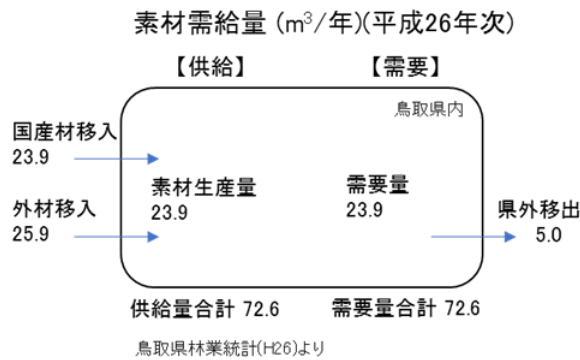 素材需給量 (m³/年)(平成26年次)
【供給】 【需要】
鳥取県内
国産材移入
23.9
素材生産量
23.9
需要量
23.9
外材移入
25.9
県外移出
5.0
供給量合計 72.6 需要量合計 72.6
鳥取県林業統計(H26)より